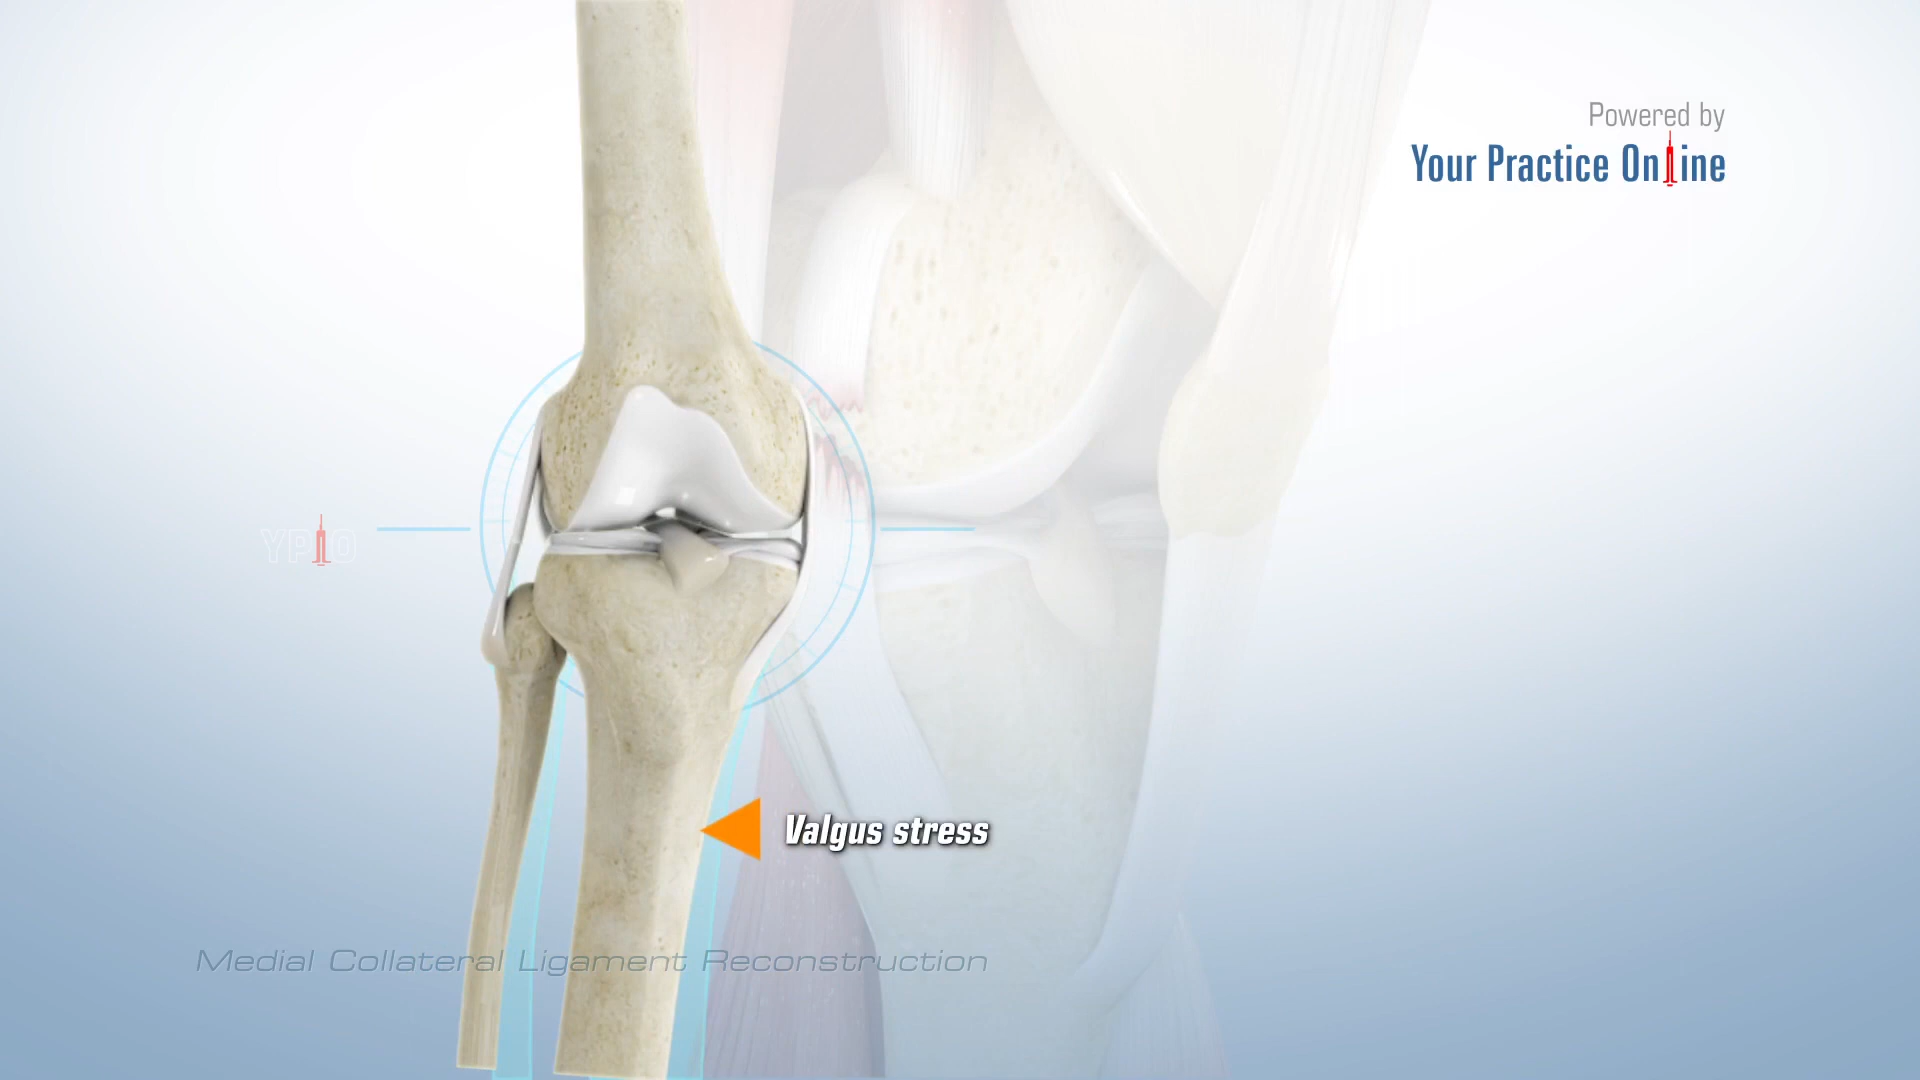 Powered by
Your Practice Online
YPO
Valgus stress
Medial Collateral Ligament Reconstruction